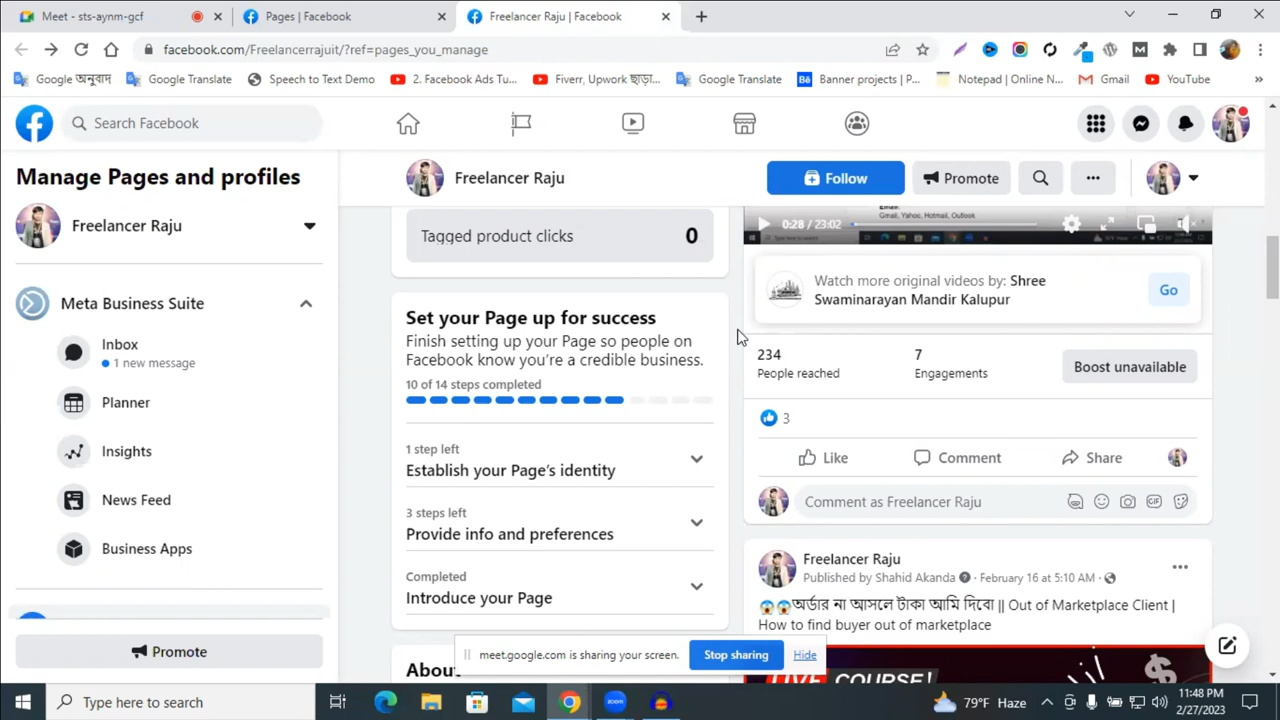 Meet - sts-aynm-gcf
Pages | Facebook
Freelancer Raju | Facebook
facebook.com/Freelancerrajuit/?ref=pages_you_manage
Google অনুবাদ
Google Translate
Speech to Text Demo
2. Facebook Ads Tu...
Fiverr, Upwork ছাড়া...
Google Translate
Banner projects | P...
Notepad | Online N...
Gmail
YouTube
Search Facebook
Manage Pages and profiles
Freelancer Raju
Meta Business Suite
Inbox
1 new message
Planner
Insights
News Feed
Business Apps
Promote
Freelancer Raju
Follow
Promote
Tagged product clicks 0
Set your Page up for success
Finish setting up your Page so people on
Facebook know you're a credible business.
10 of 14 steps completed
1 step left
Establish your Page's identity
3 steps left
Provide info and preferences
Completed
Introduce your Page
About
Gmail, Yahoo, Hotmail, Outlook
0:28 / 23:02
Watch more original videos by: Shree
Swaminarayan Mandir Kalupur
Go
234
People reached
7
Engagements
Boost unavailable
3
Like
Comment
Share
Comment as Freelancer Raju
GIF
Freelancer Raju
Published by Shahid Akanda · February 16 at 5:10 AM ·
😱😱অর্ডার না আসলে টাকা আমি দিবো || Out of Marketplace Client |
How to find buyer out of marketplace
LIVE COURSE!
meet.google.com is sharing your screen.
Stop sharing
Hide
Type here to search
zoom
79°F Haze
11:48 PM
2/27/2023